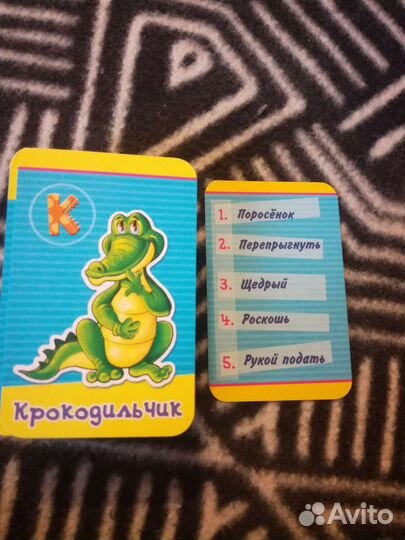 К
Крокодильчик
1. Поросёнок
2. Перепрыгнуть
3. Щедрый
4. Роскошь
5. Рукой подать
Avito